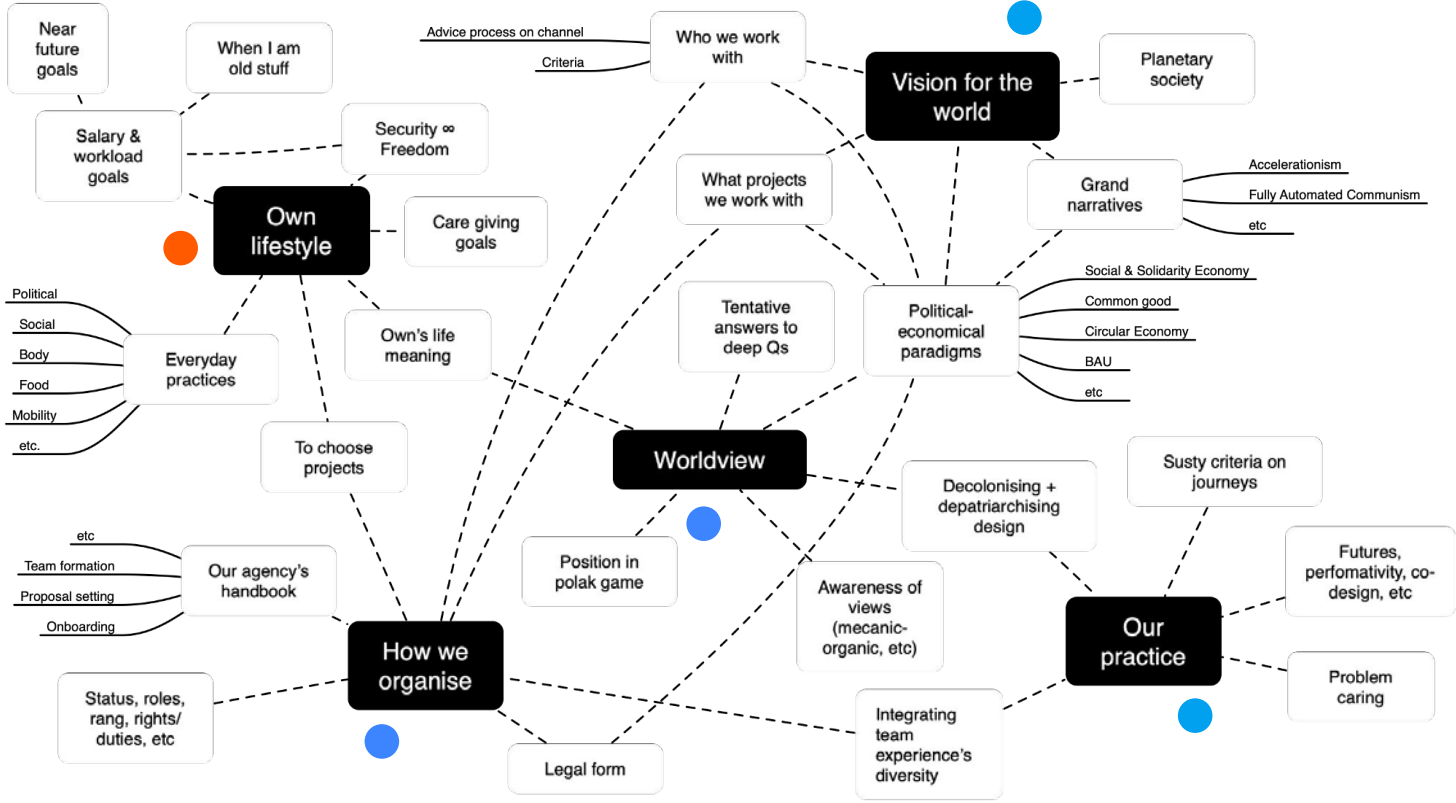 Near
future
goals
When I am
old stuff
Salary &
workload
goals
Security ∞
Freedom
Own
lifestyle
Care giving
goals
Political
Social
Body
Food
Mobility
etc.
Everyday
practices
Own's life
meaning
To choose
projects
Advice process on channel
Criteria
Who we work
with
Vision for the
world
Planetary
society
What projects
we work with
Grand
narratives
Accelerationism
Fully Automated Communism
etc
Tentative
answers to
deep Qs
Political-
economical
paradigms
Social & Solidarity Economy
Common good
Circular Economy
BAU
etc
Worldview
Position in
polak game
Awareness of
views
(mecanic-
organic, etc)
Decolonising +
depatriarchising
design
Susty criteria on
journeys
Futures,
perfomativity, co-
design, etc
Our
practice
Problem
caring
etc
Team formation
Proposal setting
Onboarding
Our agency's
handbook
How we
organise
Status, roles,
rang, rights/
duties, etc
Legal form
Integrating
team
experience's
diversity